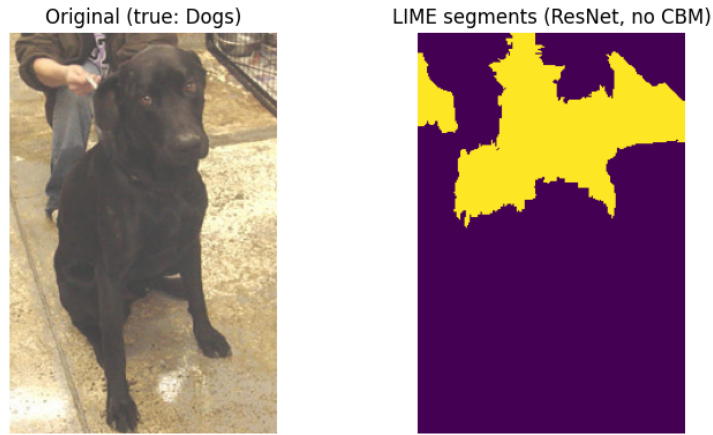 Original (true: Dogs)
LIME segments (ResNet, no CBM)